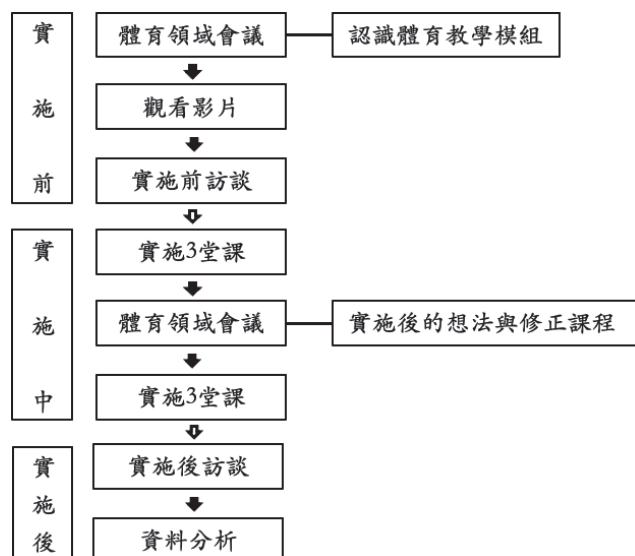 實施前
體育領域會議
認識體育教學模組
觀看影片
實施前訪談
實施中
實施3堂課
體育領域會議
實施後的想法與修正課程
實施3堂課
實施後
實施後訪談
資料分析